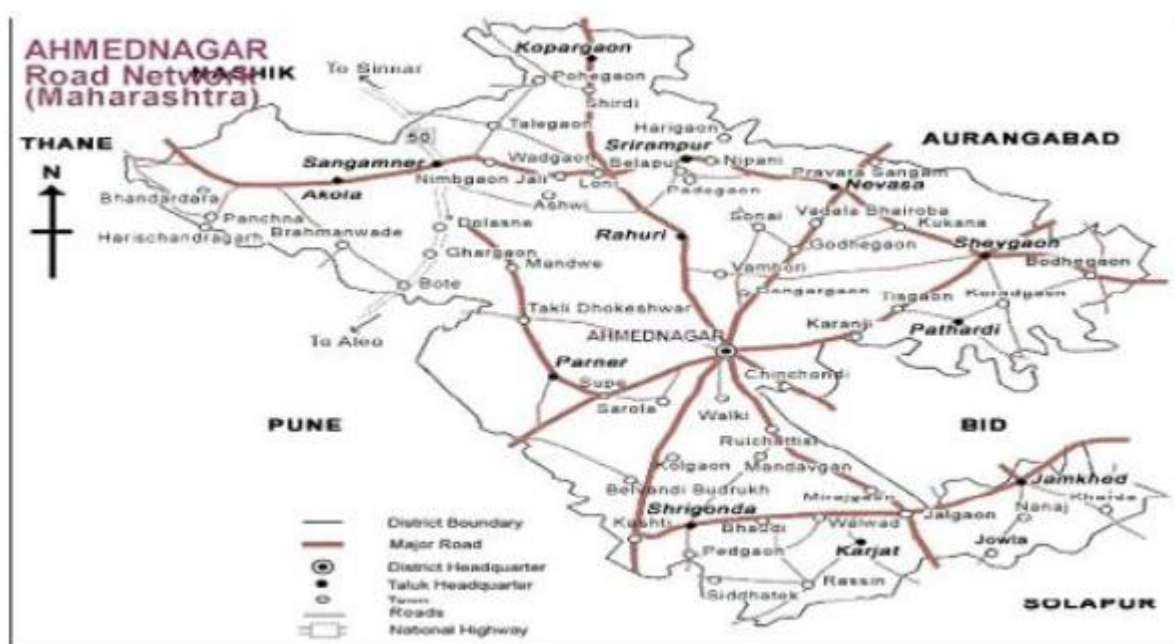 AHMEDNAGAR
Road Network
(Maharashtra)
NASHIK
To Sinnar
Kopargaon
Pohegaon
Shirdi
THANE
50
Talegaon
Harigaon
AURANGABAD
Srirampur
N
Sangamner
Wadgaon
Belapur
Nipani
Pravara Sangam
Akola
Nimbgaon Jali
Loni
Padegaon
Nevasa
Bhandardara
Ashwi
Panchna
Dolasne
Sonai
Vadala Bhairoba
Kukana
Harischandragarh
Brahmanwade
Rahuri
Godhegaon
Shevgaon
Ghargaon
Mandwe
Vambori
Bodhegaon
Bote
Dongargaon
Tisgaon
Koradgaon
Takli Dhokeshwar
Karanji
Pathardi
To Aleo
AHMEDNAGAR
Parner
Supe
Chinchondi
Sarola
Walki
PUNE
BID
Ruichattisi
Kolgaon
Mandavgan
Belvandi Budrukh
Mirajgaon
Jamkhed
Kharda
Shrigonda
Jalgaon
Nanaj
Kashti
Walwad
Pedgaon
Karjat
Jowla
Siddhatek
Rassin
SOLAPUR
District Boundary
Major Road
District Headquarter
Taluk Headquarter
Town
Roads
National Highway